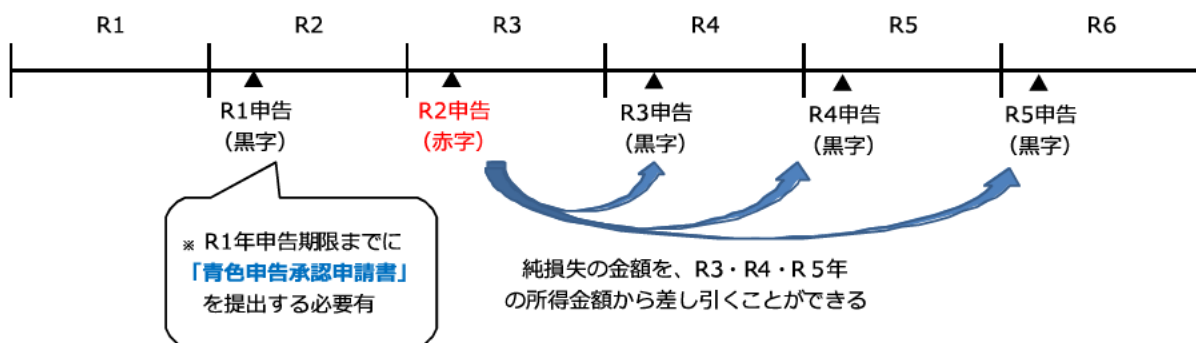 R1
R2
R3
R4
R5
R6
R1申告
（黒字）
R2申告
（赤字）
R3申告
（黒字）
R4申告
（黒字）
R5申告
（黒字）
※ R1年申告期限までに
「青色申告承認申請書」
を提出する必要有
純損失の金額を、R3・R4・R５年
の所得金額から差し引くことができる